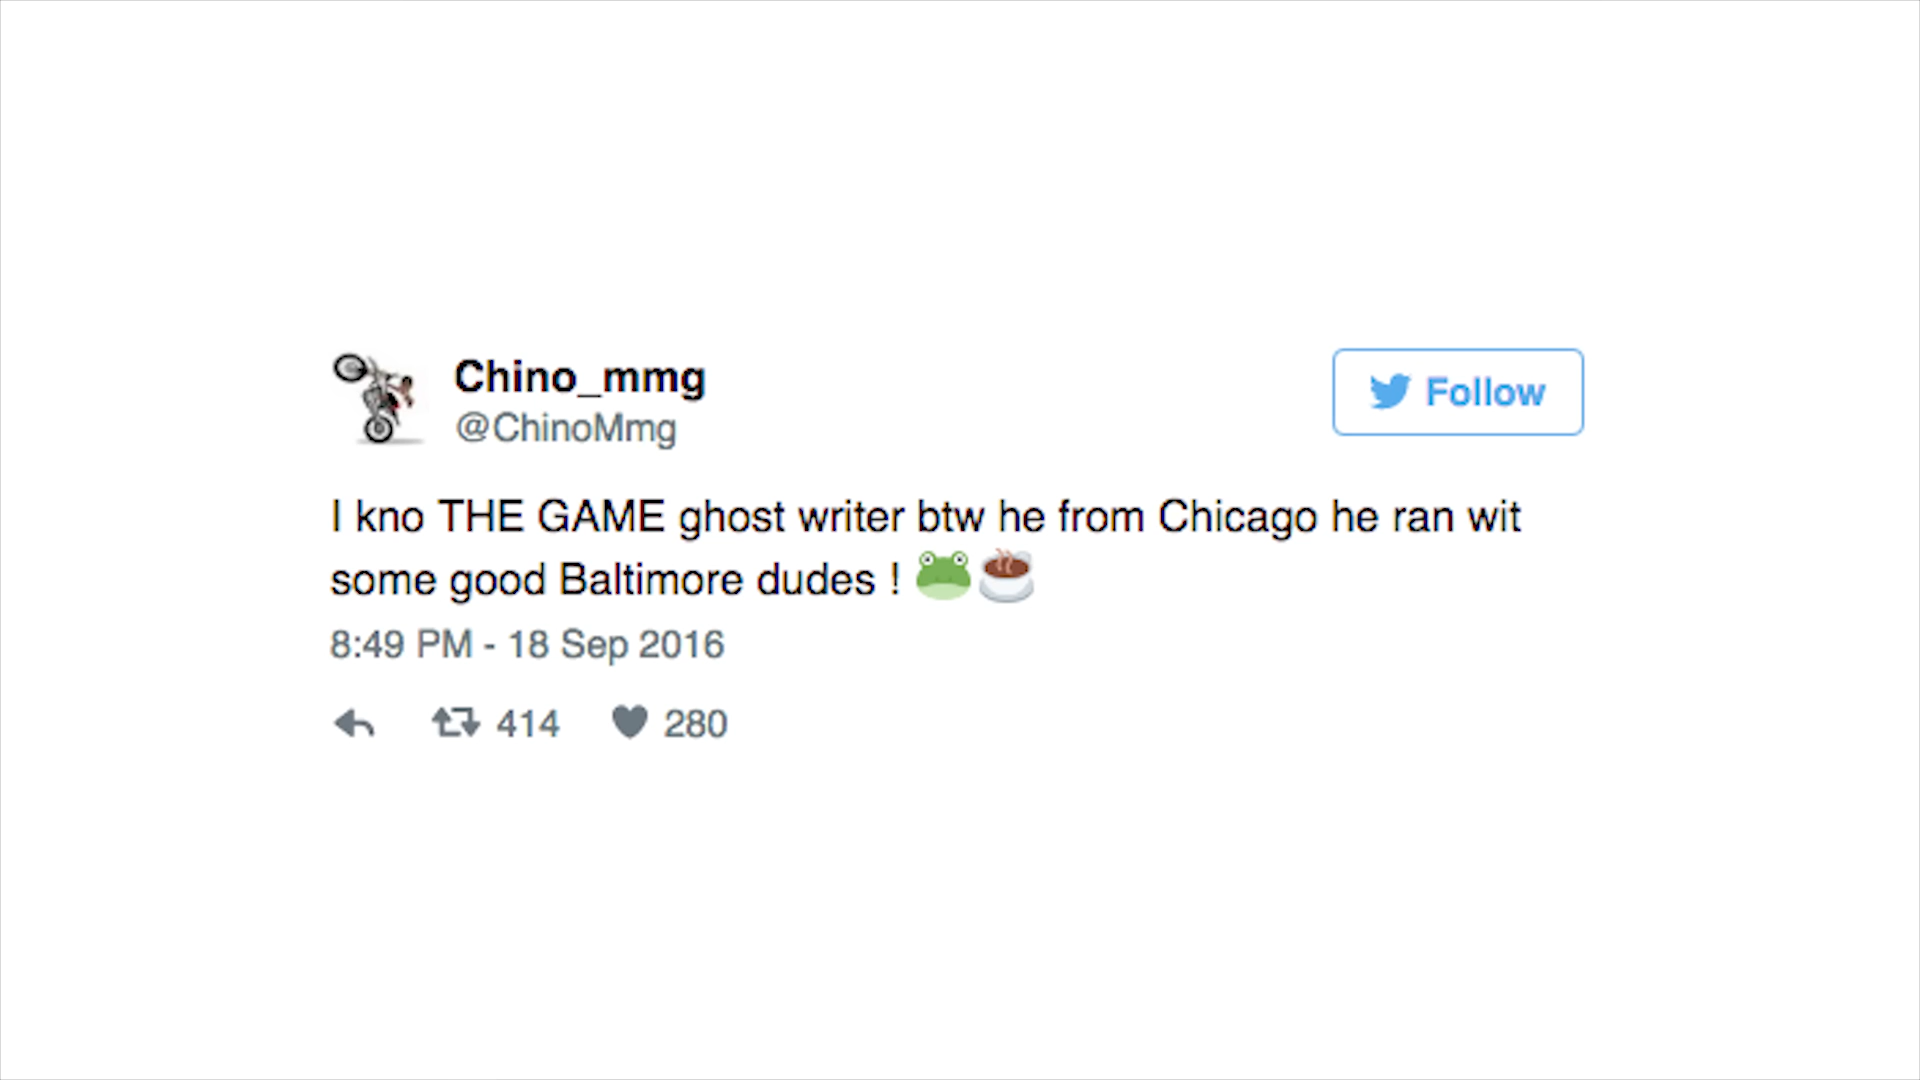 Chino_mmg
@ChinoMmg
Follow
I kno THE GAME ghost writer btw he from Chicago he ran wit
some good Baltimore dudes ! 🐸☕
8:49 PM - 18 Sep 2016
414 280